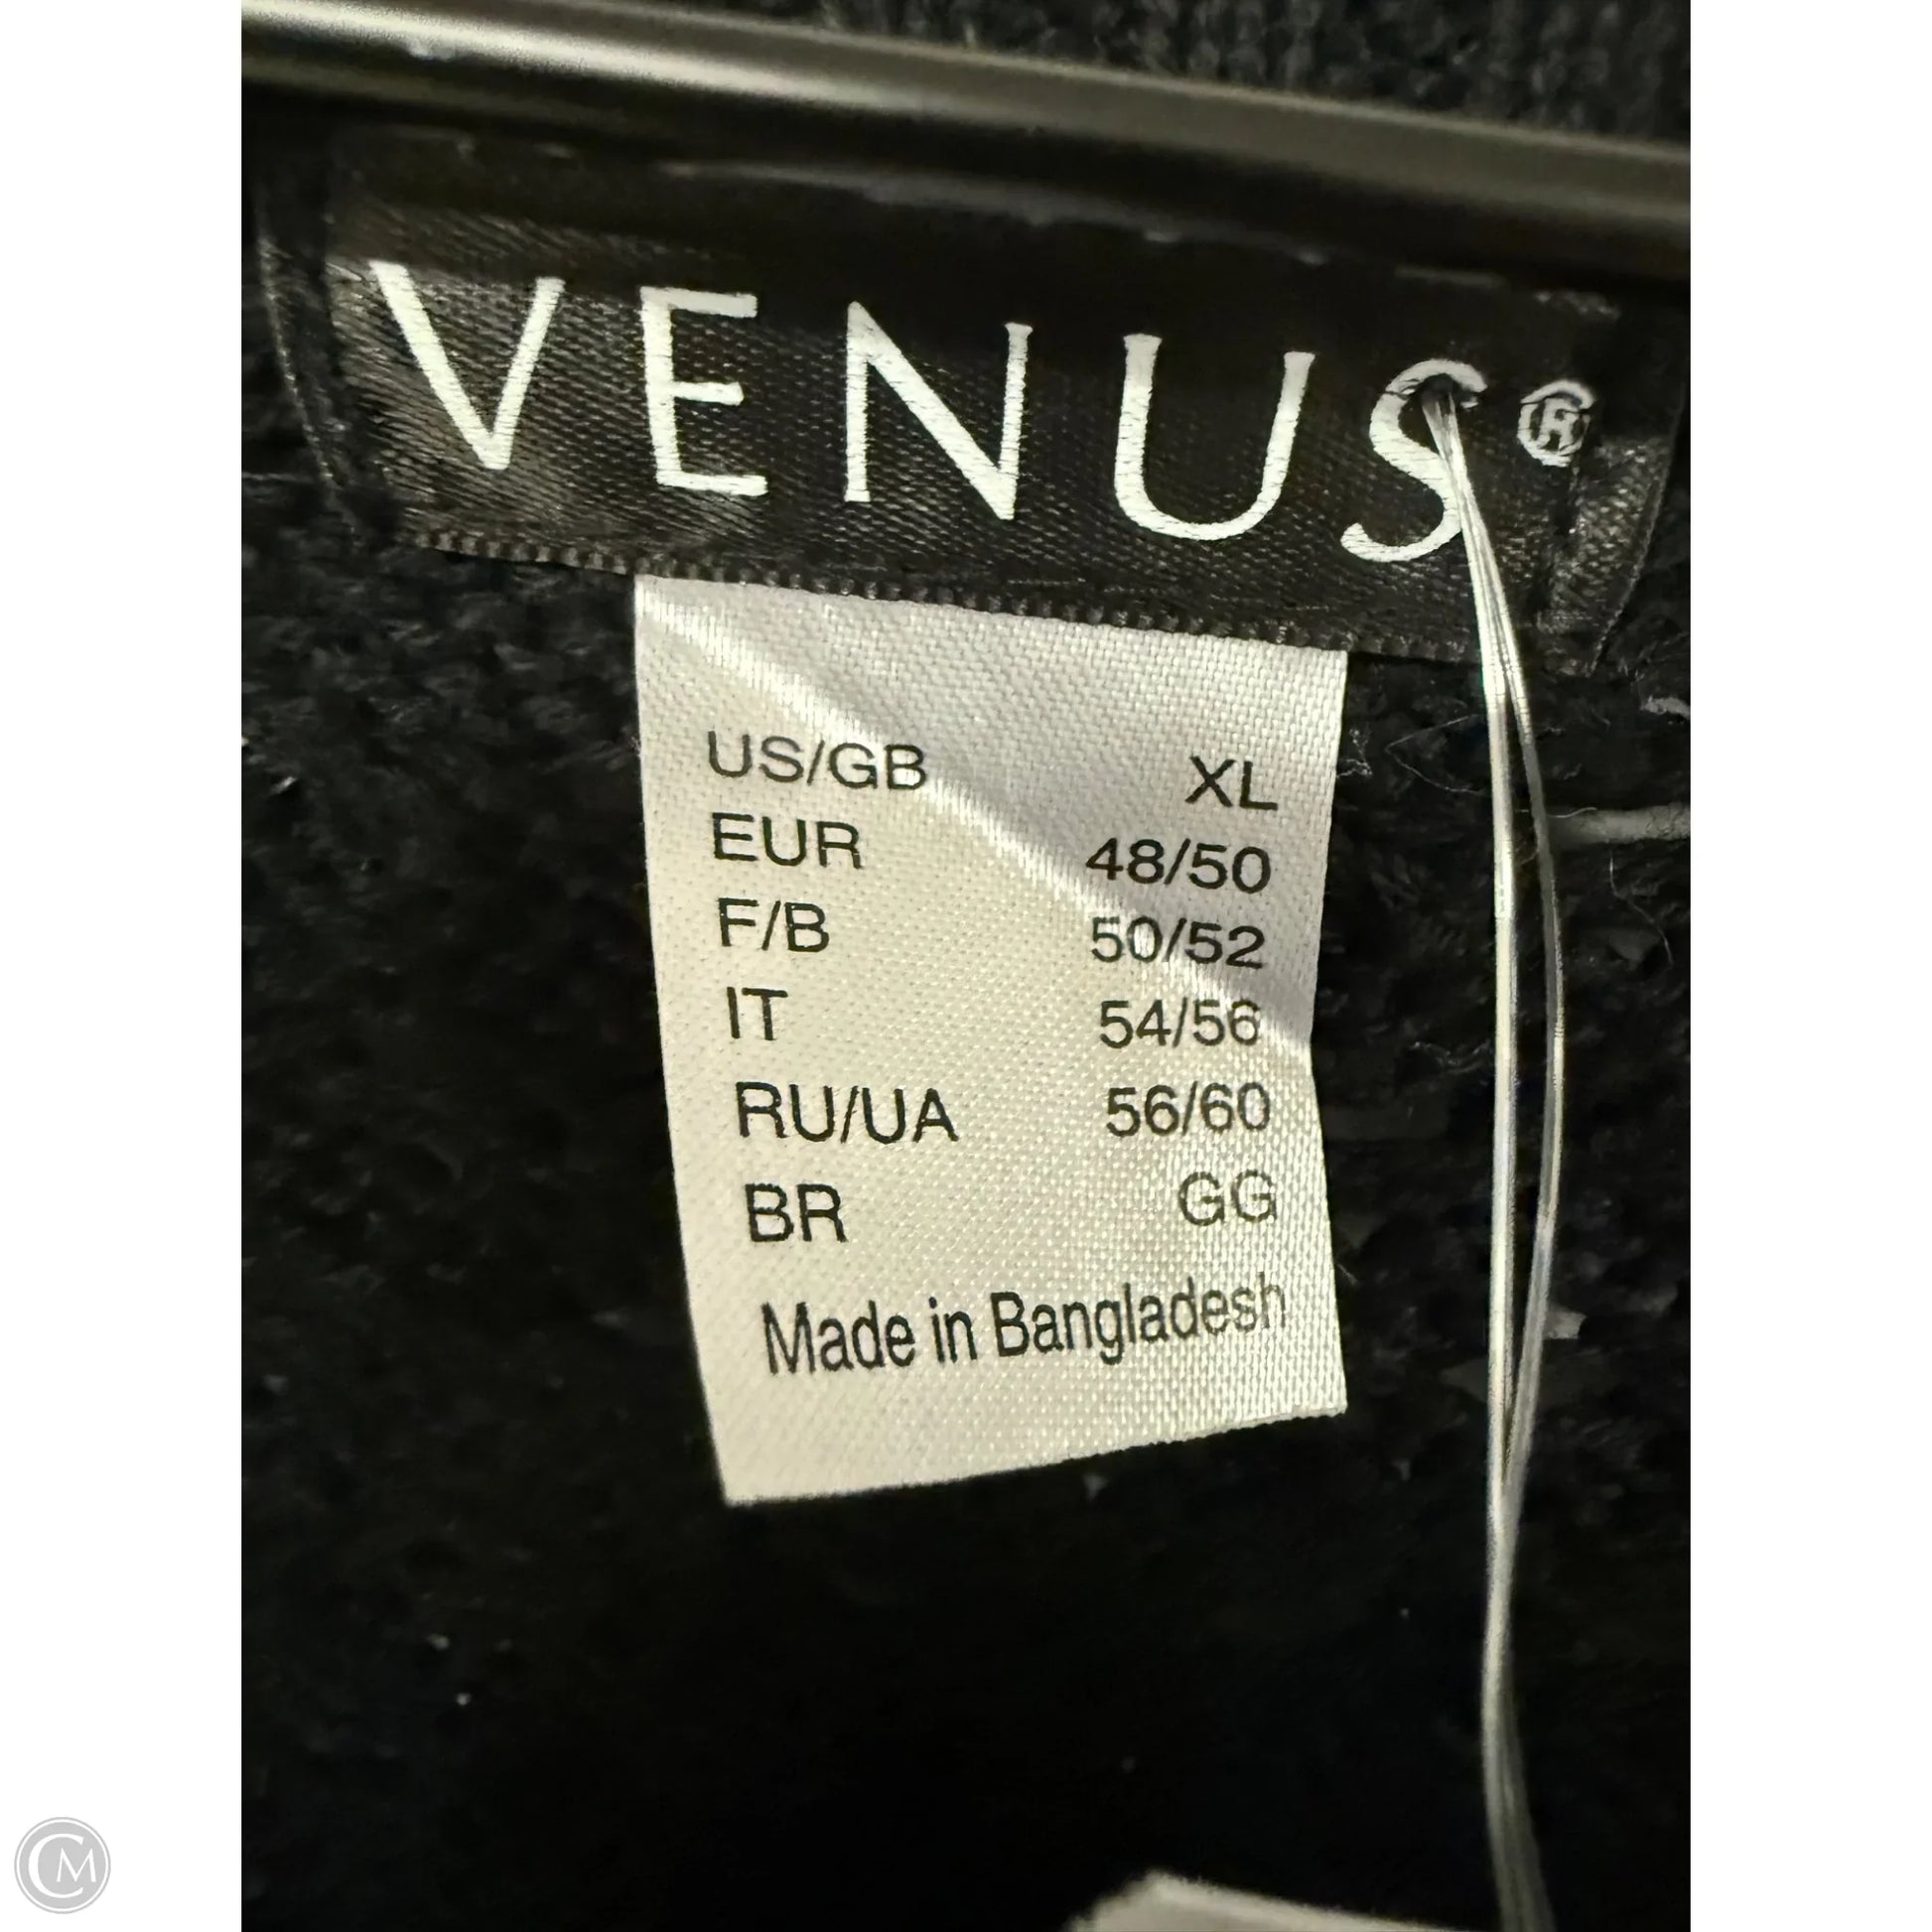 VENUS®
US/GB XL
EUR 48/50
F/B 50/52
IT 54/56
RU/UA 56/60
BR GG
Made in Bangladesh
CM